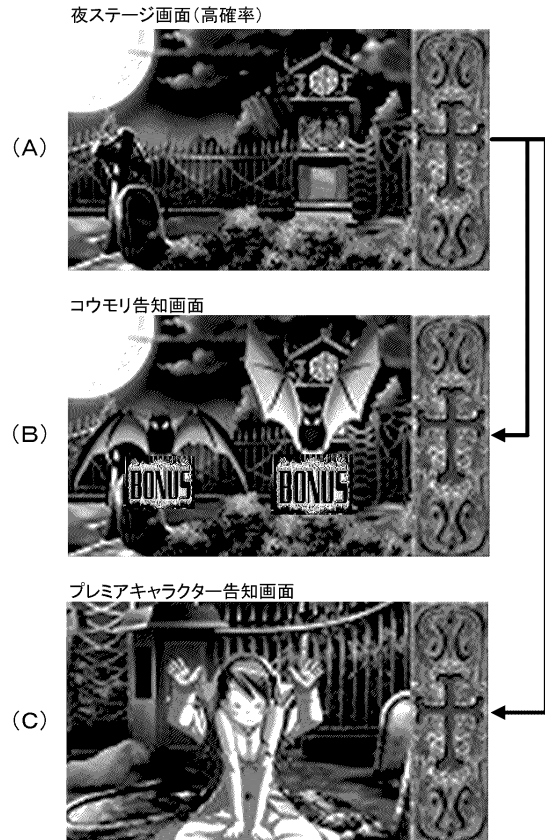 夜ステージ画面(高確率)
(A)
コウモリ告知画面
(B)
BONUS
BONUS
プレミアキャラクター告知画面
(C)